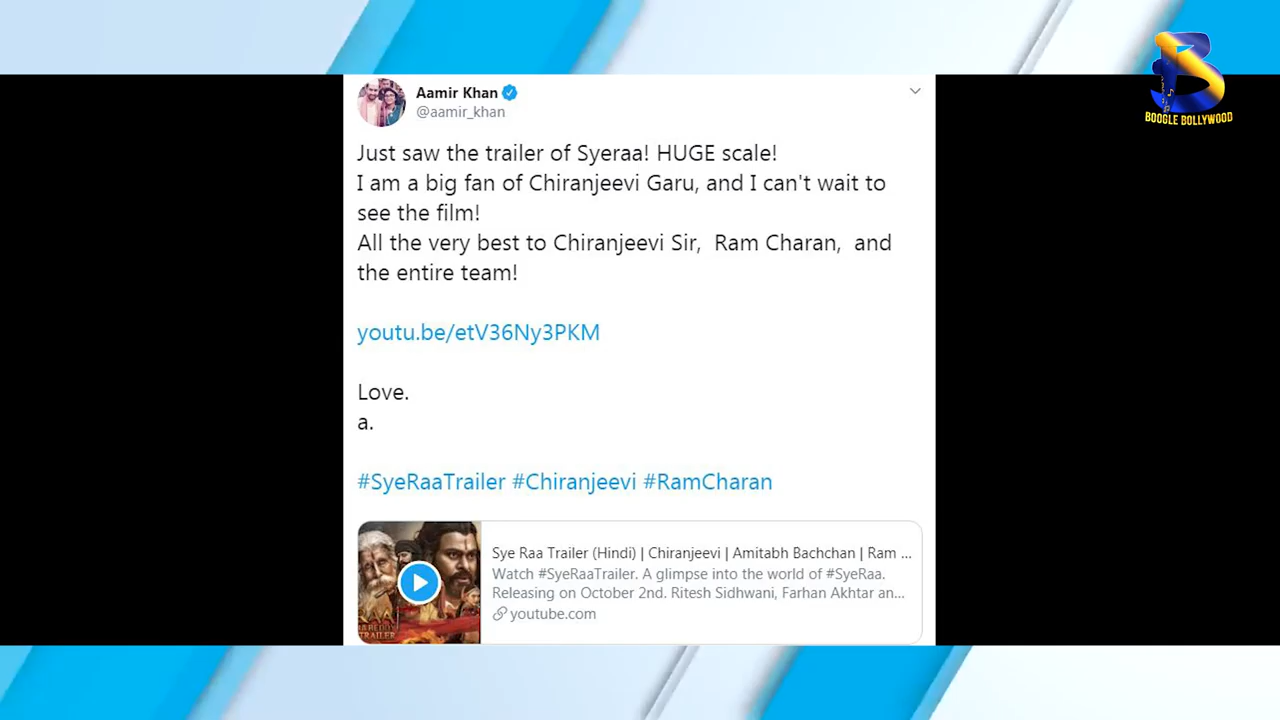 BOOGLE BOLLYWOOD
Aamir Khan
@aamir_khan
Just saw the trailer of Syeraa! HUGE scale!
I am a big fan of Chiranjeevi Garu, and I can't wait to
see the film!
All the very best to Chiranjeevi Sir, Ram Charan, and
the entire team!
youtu.be/etV36Ny3PKM
Love.
a.
#SyeRaaTrailer #Chiranjeevi #RamCharan
Sye Raa Trailer (Hindi) | Chiranjeevi | Amitabh Bachchan | Ram ...
Watch #SyeRaaTrailer. A glimpse into the world of #SyeRaa.
Releasing on October 2nd. Ritesh Sidhwani, Farhan Akhtar an...
youtube.com
RAA
TRAILER